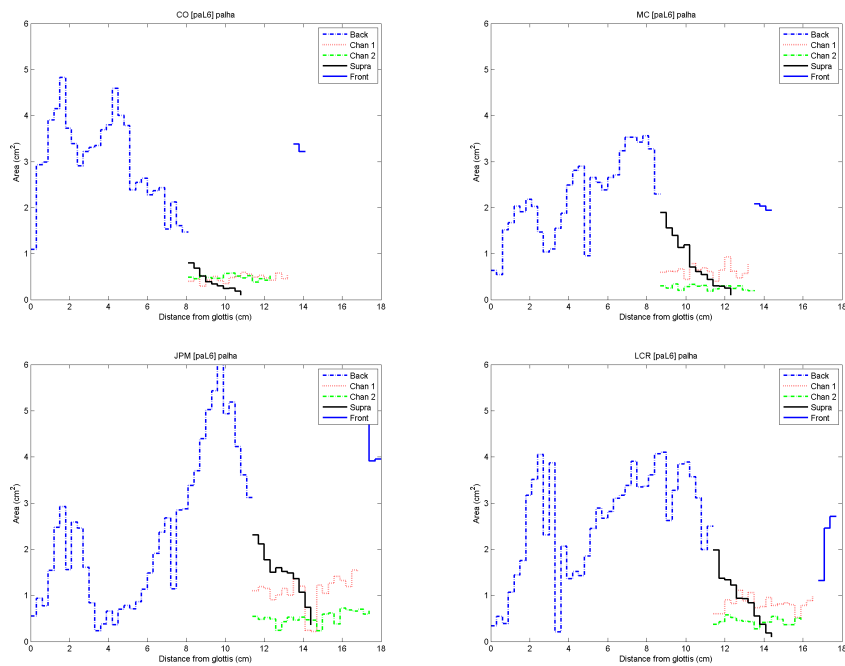 CO [paL6] palha
6
5
4
3
2
1
0
Area (cm²)
0 2 4 6 8 10 12 14 16 18
Distance from glottis (cm)
Back
Chan 1
Chan 2
Supra
Front
MC [paL6] palha
6
5
4
3
2
1
0
Area (cm²)
0 2 4 6 8 10 12 14 16 18
Distance from glottis (cm)
Back
Chan 1
Chan 2
Supra
Front
JPM [paL6] palha
6
5
4
3
2
1
0
Area (cm²)
0 2 4 6 8 10 12 14 16 18
Distance from glottis (cm)
Back
Chan 1
Chan 2
Supra
Front
LCR [paL6] palha
6
5
4
3
2
1
0
Area (cm²)
0 2 4 6 8 10 12 14 16 18
Distance from glottis (cm)
Back
Chan 1
Chan 2
Supra
Front